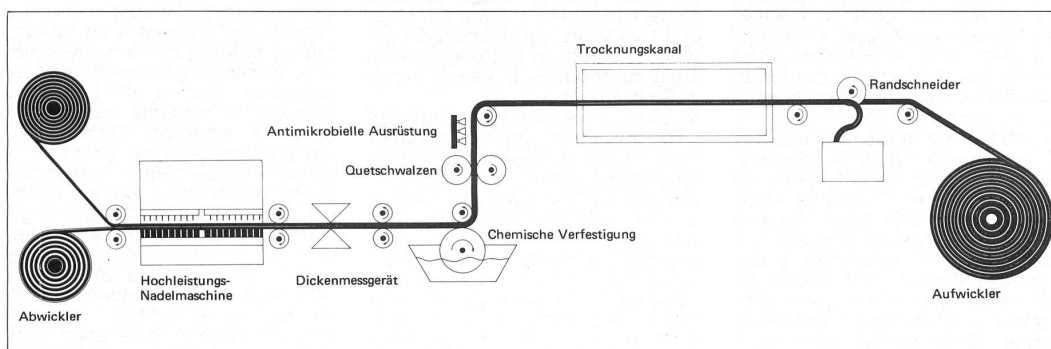 Trocknungskanal
Randschneider
Antimikrobielle Ausrüstung
Quetschwalzen
Chemische Verfestigung
Hochleistungs-
Nadelmaschine
Dickenmessgerät
Abwickler
Aufwickler